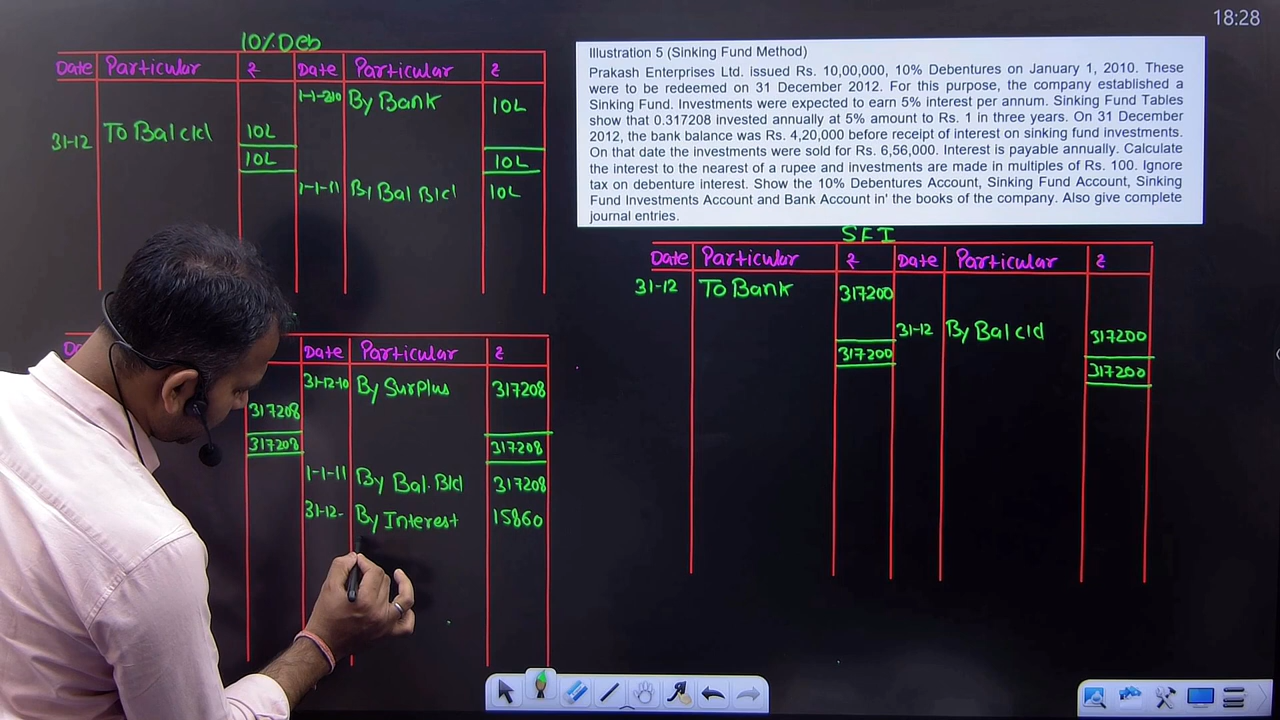 18:28
10% Deb
Date Particular ₹ Date Particular ₹
By Bank 10L
31-12 To Bal c/d 10L
10L 10L
1-1-11 By Bal B/d 10L
Illustration 5 (Sinking Fund Method)
Prakash Enterprises Ltd. issued Rs. 10,00,000, 10% Debentures on January 1, 2010. These
were to be redeemed on 31 December 2012. For this purpose, the company established a
Sinking Fund. Investments were expected to earn 5% interest per annum. Sinking Fund Tables
show that 0.317208 invested annually at 5% amount to Rs. 1 in three years. On 31 December
2012, the bank balance was Rs. 4,20,000 before receipt of interest on sinking fund investments.
On that date the investments were sold for Rs. 6,56,000. Interest is payable annually. Calculate
the interest to the nearest of a rupee and investments are made in multiples of Rs. 100. Ignore
tax on debenture interest. Show the 10% Debentures Account, Sinking Fund Account, Sinking
Fund Investments Account and Bank Account in' the books of the company. Also give complete
journal entries.
SFI
Date Particular ₹ Date Particular ₹
31-12 To Bank 317200
31-12 By Bal c/d 317200
317200 317200
Date Particular ₹
31-12-10 By Surplus 317208
317208
317208 317208
1-1-11 By Bal. B/d 317208
31-12- By Interest 15860